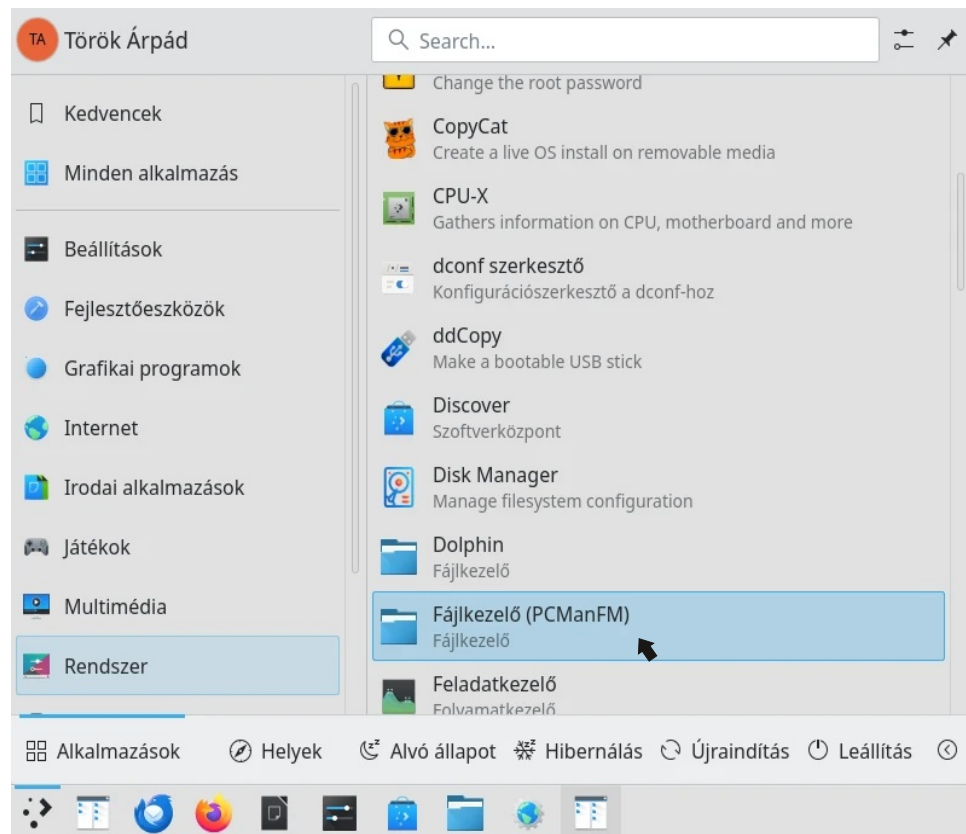 TA Török Árpád
Search...
Kedvencek
Minden alkalmazás
Beállítások
Fejlesztőeszközök
Grafikai programok
Internet
Irodai alkalmazások
Játékok
Multimédia
Rendszer
Change the root password
CopyCat
Create a live OS install on removable media
CPU-X
Gathers information on CPU, motherboard and more
dconf szerkesztő
Konfigurációszerkesztő a dconf-hoz
ddCopy
Make a bootable USB stick
Discover
Szoftverközpont
Disk Manager
Manage filesystem configuration
Dolphin
Fájlkezelő
Fájlkezelő (PCManFM)
Fájlkezelő
Feladatkezelő
Folyamatkezelő
Alkalmazások Helyek Alvó állapot Hibernálás Újraindítás Leállítás